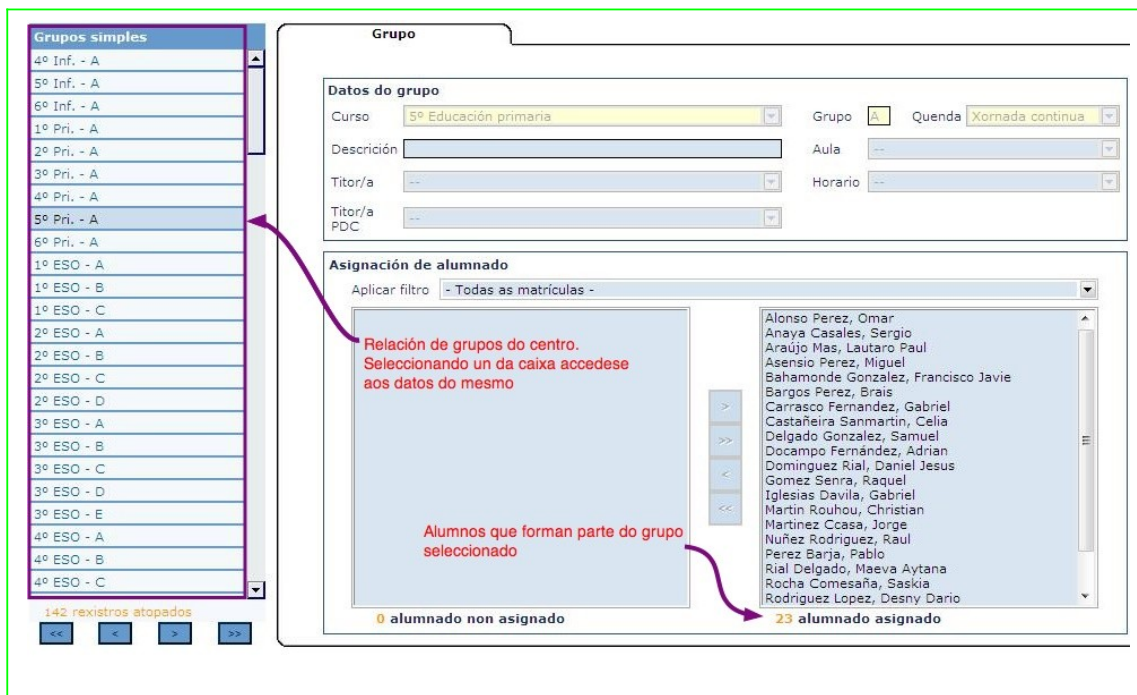 Grupos simples
4º Inf. - A
5º Inf. - A
6º Inf. - A
1º Pri. - A
2º Pri. - A
3º Pri. - A
4º Pri. - A
5º Pri. - A
6º Pri. - A
1º ESO - A
1º ESO - B
1º ESO - C
2º ESO - A
2º ESO - B
2º ESO - C
2º ESO - D
3º ESO - A
3º ESO - B
3º ESO - C
3º ESO - D
3º ESO - E
4º ESO - A
4º ESO - B
4º ESO - C
142 rexistros atopados
<< < > >>
Grupo
Datos do grupo
Curso 5º Educación primaria Grupo A Quenda Xornada continua
Descrición Aula --
Titor/a -- Horario --
Titor/a
PDC --
Asignación de alumnado
Aplicar filtro - Todas as matrículas -
Relación de grupos do centro.
Seleccionando un da caixa accedese
aos datos do mesmo
Alumnos que forman parte do grupo
seleccionado
0 alumnado non asignado
>
>>
<
<<
Alonso Perez, Omar
Anaya Casales, Sergio
Araújo Mas, Lautaro Paul
Asensio Perez, Miguel
Bahamonde Gonzalez, Francisco Javie
Bargos Perez, Brais
Carrasco Fernandez, Gabriel
Castañeira Sanmartin, Celia
Delgado Gonzalez, Samuel
Docampo Fernández, Adrian
Dominguez Rial, Daniel Jesus
Gomez Senra, Raquel
Iglesias Davila, Gabriel
Martin Rouhou, Christian
Martinez Ccasa, Jorge
Nuñez Rodriguez, Raul
Perez Barja, Pablo
Rial Delgado, Maeva Aytana
Rocha Comesaña, Saskia
Rodriguez Lopez, Desny Dario
23 alumnado asignado